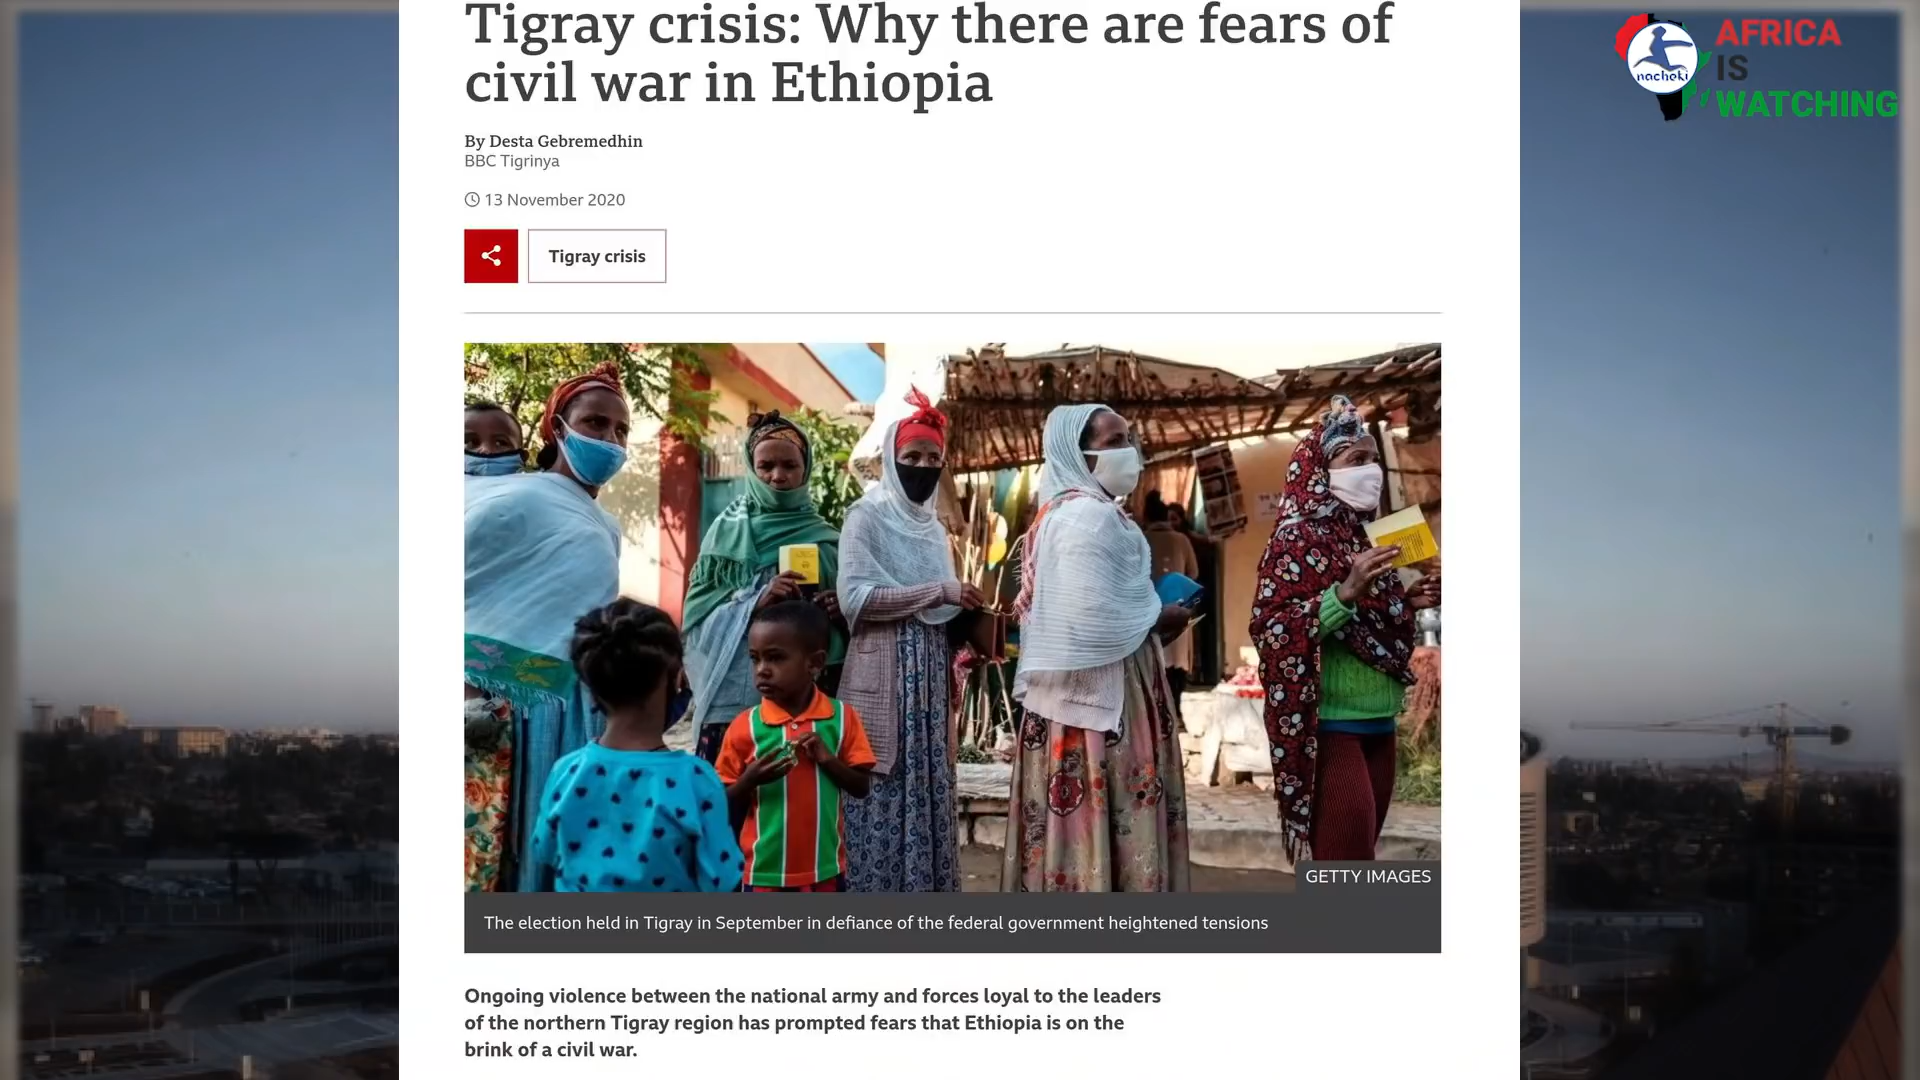 Tigray crisis: Why there are fears of
civil war in Ethiopia
By Desta Gebremedhin
BBC Tigrinya
13 November 2020
Tigray crisis
GETTY IMAGES
The election held in Tigray in September in defiance of the federal government heightened tensions
Ongoing violence between the national army and forces loyal to the leaders
of the northern Tigray region has prompted fears that Ethiopia is on the
brink of a civil war.
nacheki
AFRICA
IS
WATCHING